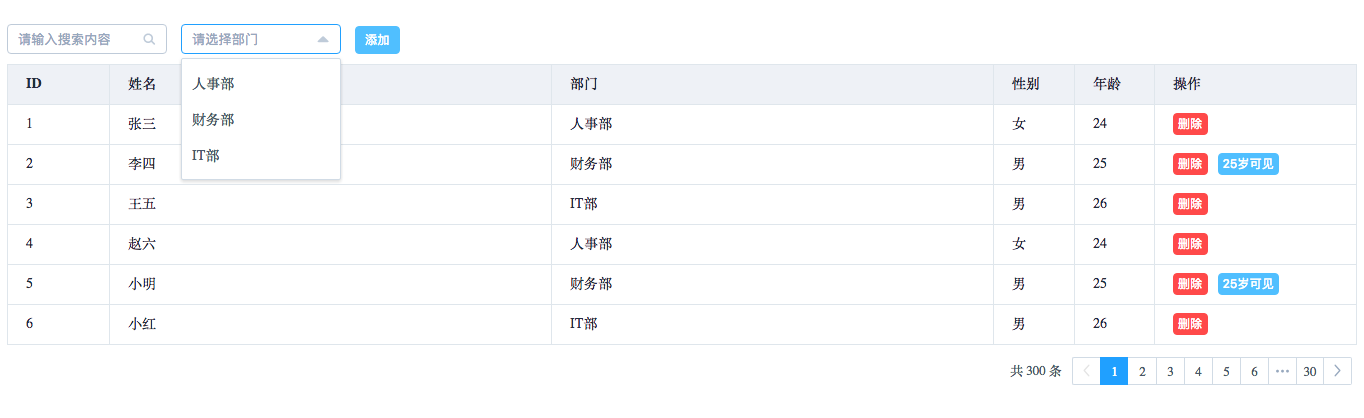 请输入搜索内容 请选择部门 添加
人事部
财务部
IT部
ID 姓名 部门 性别 年龄 操作
1 张三 人事部 女 24 删除
2 李四 财务部 男 25 删除 25岁可见
3 王五 IT部 男 26 删除
4 赵六 人事部 女 24 删除
5 小明 财务部 男 25 删除 25岁可见
6 小红 IT部 男 26 删除
共 300 条 1 2 3 4 5 6 ••• 30